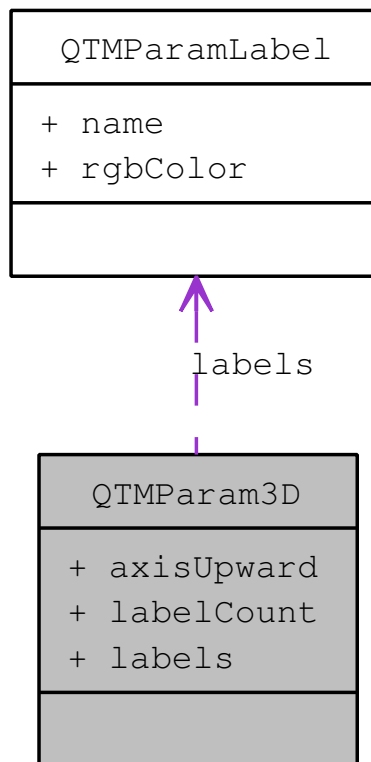 QTMParamLabel
+ name
+ rgbColor
labels
QTMParam3D
+ axisUpward
+ labelCount
+ labels